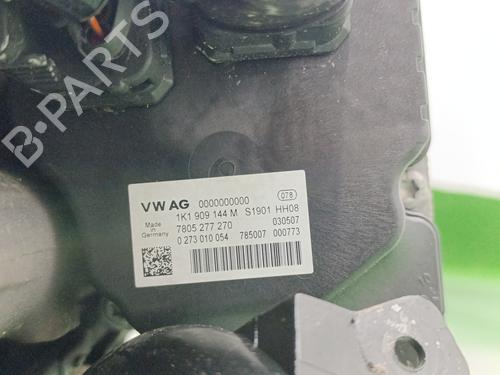 B-PARTS
VW AG 0000000000 078
1K1 909 144 M S1901 HH08
Made in Germany 7805 277 270 030507
0 273 010 054 785007 000773